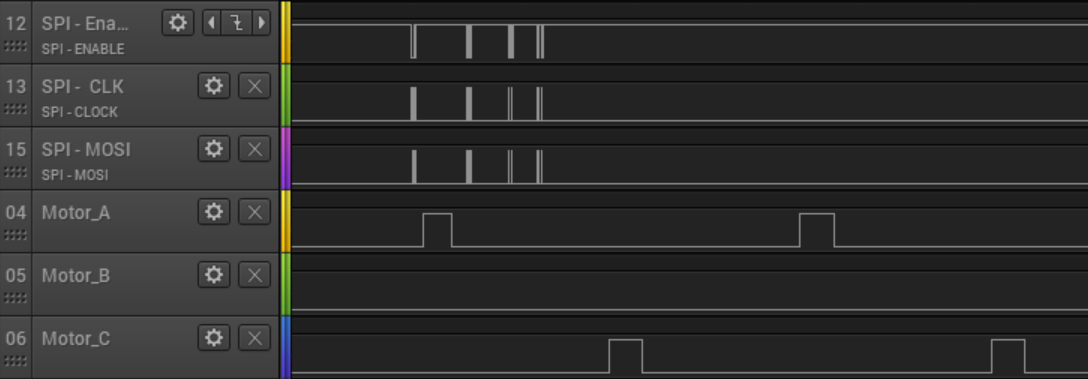 12 SPI - Ena...
SPI - ENABLE
13 SPI - CLK
SPI - CLOCK
15 SPI - MOSI
SPI - MOSI
04 Motor_A
05 Motor_B
06 Motor_C